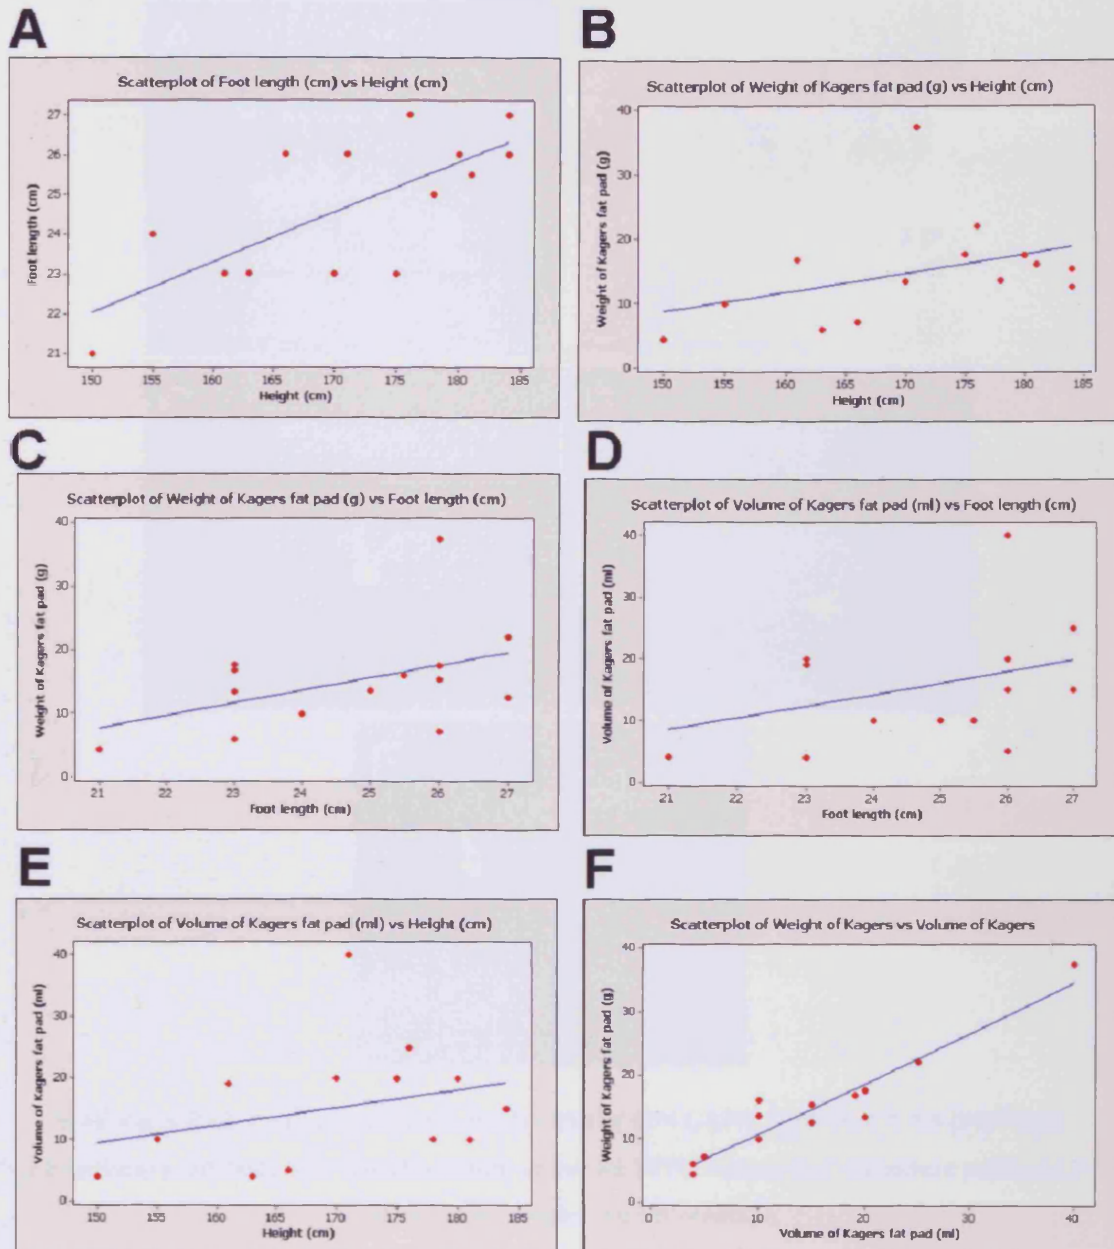 A
Scatterplot of Foot length (cm) vs Height (cm)
Foot length (cm)
27
26
25
24
23
22
21
150 155 160 165 170 175 180 185
Height (cm)
B
Scatterplot of Weight of Kagers fat pad (g) vs Height (cm)
Weight of Kagers fat pad (g)
40
30
20
10
0
150 155 160 165 170 175 180 185
Height (cm)
C
Scatterplot of Weight of Kagers fat pad (g) vs Foot length (cm)
Weight of Kagers fat pad (g)
40
30
20
10
0
21 22 23 24 25 26 27
Foot length (cm)
D
Scatterplot of Volume of Kagers fat pad (ml) vs Foot length (cm)
Volume of Kagers fat pad (ml)
40
30
20
10
0
21 22 23 24 25 26 27
Foot length (cm)
E
Scatterplot of Volume of Kagers fat pad (ml) vs Height (cm)
Volume of Kagers fat pad (ml)
40
30
20
10
0
150 155 160 165 170 175 180 185
Height (cm)
F
Scatterplot of Weight of Kagers vs Volume of Kagers
Weight of Kagers fat pad (g)
40
30
20
10
0
0 10 20 30 40
Volume of Kagers fat pad (ml)